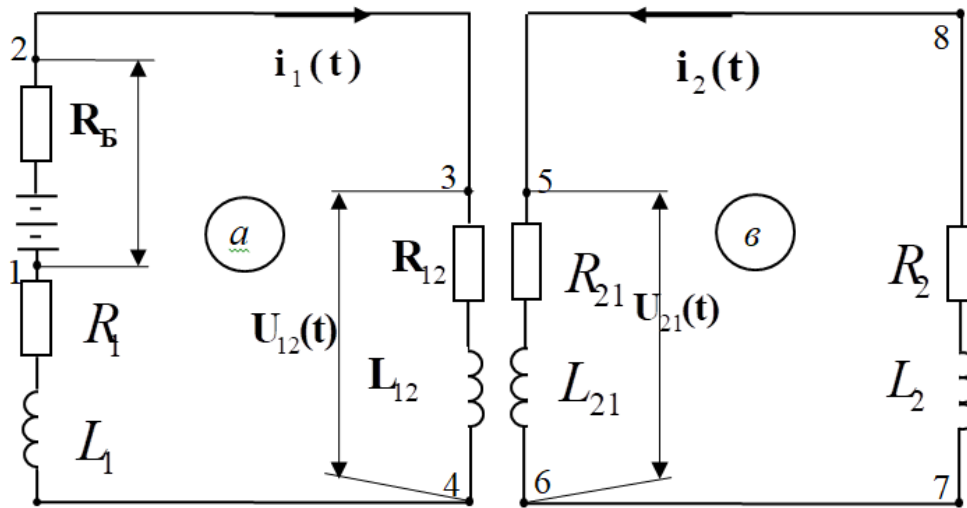 2
i₁(t)
R_Б
1
R₁
L₁
а
3
R₁₂
U₁₂(t)
L₁₂
4
i₂(t)
8
5
R₂₁
U₂₁(t)
L₂₁
6
в
R₂
L₂
7